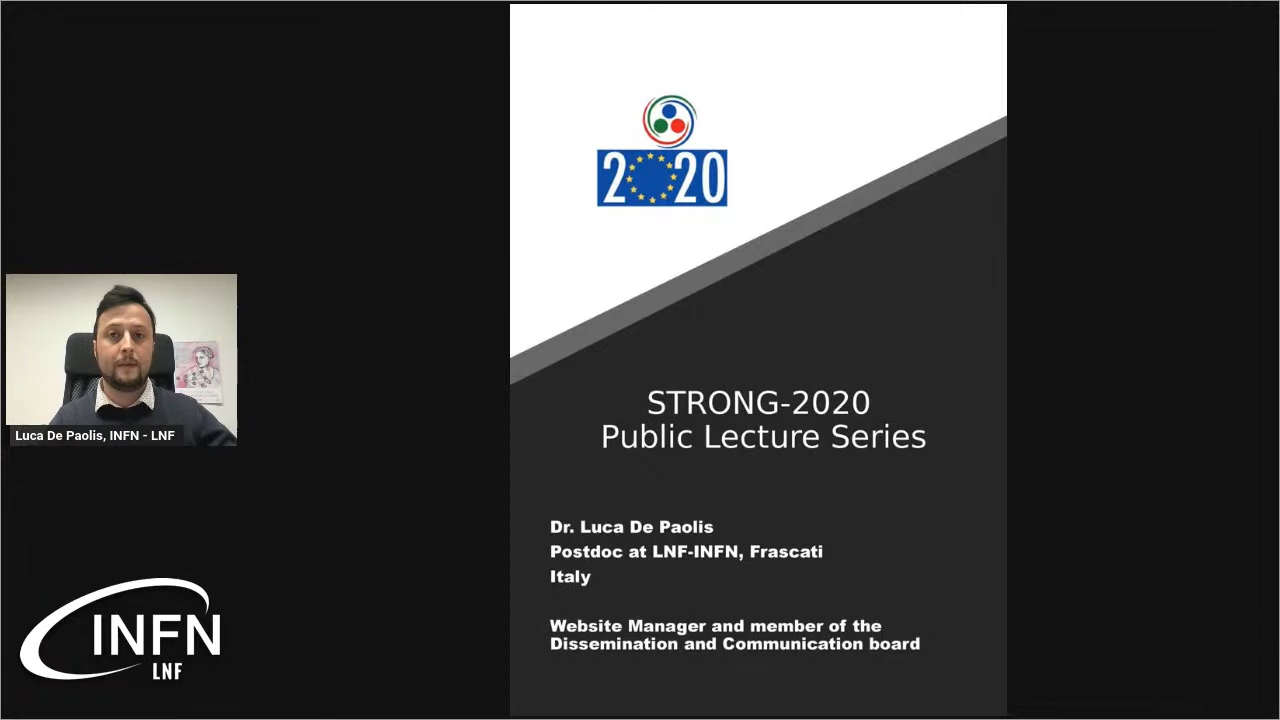 2020
STRONG-2020
Public Lecture Series
Dr. Luca De Paolis
Postdoc at LNF-INFN, Frascati
Italy
Website Manager and member of the
Dissemination and Communication board
Luca De Paolis, INFN - LNF
INFN
LNF